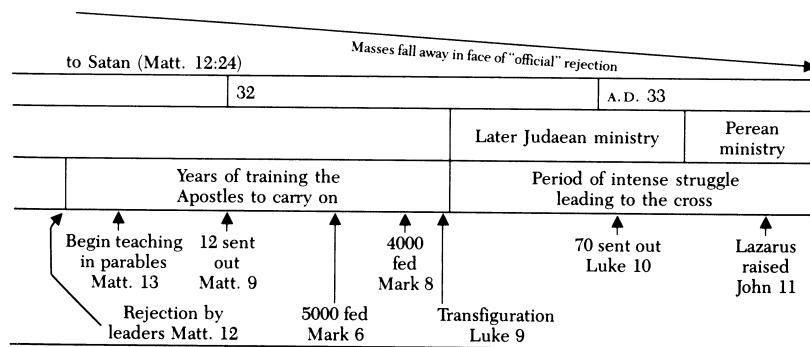 Masses fall away in face of "official" rejection
to Satan (Matt. 12:24)
32
A.D. 33
Later Judaean ministry
Perean
ministry
Years of training the
Apostles to carry on
Period of intense struggle
leading to the cross
Begin teaching
in parables
Matt. 13
12 sent
out
Matt. 9
4000
fed
Mark 8
70 sent out
Luke 10
Lazarus
raised
John 11
Rejection by
leaders Matt. 12
5000 fed
Mark 6
Transfiguration
Luke 9